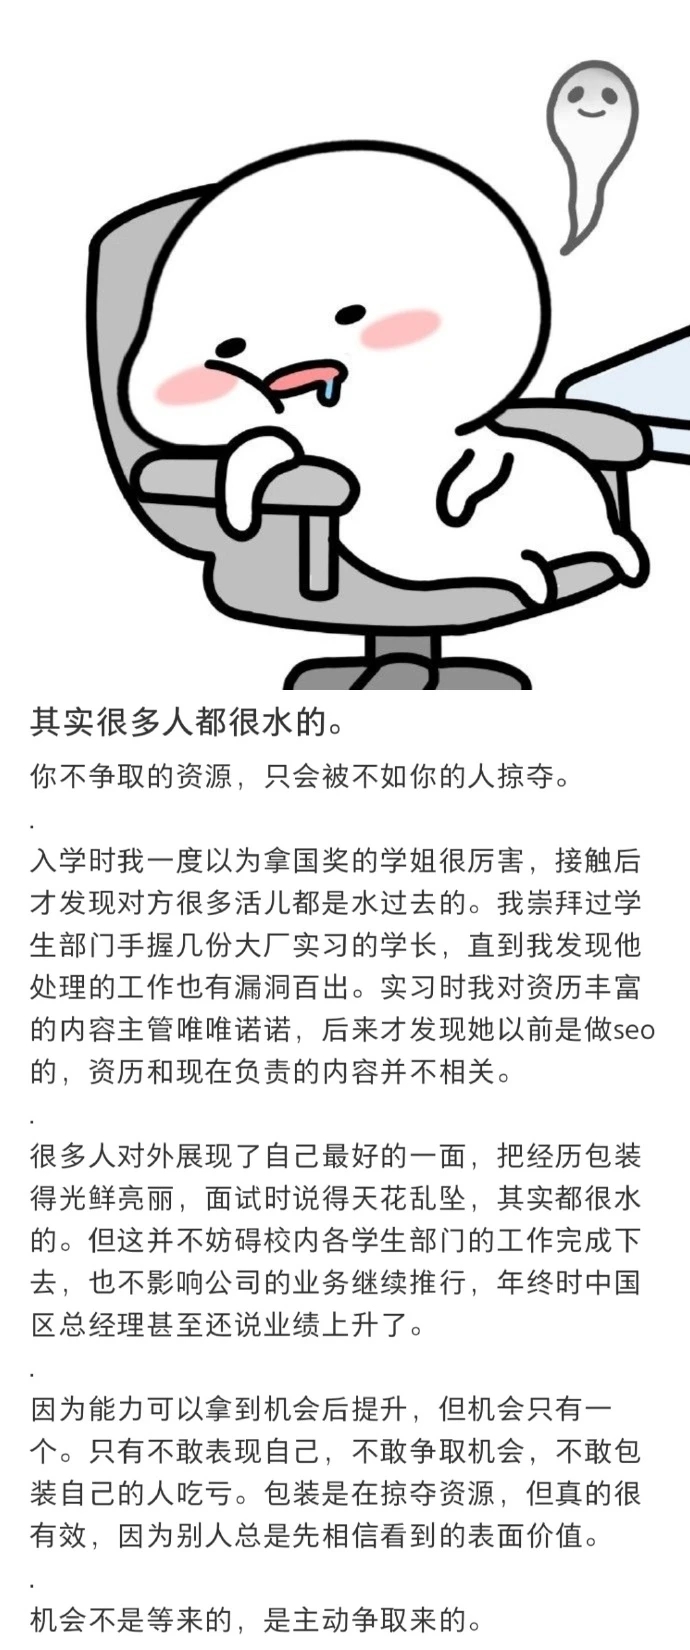 其实很多人都很水的。
你不争取的资源，只会被不如你的人掠夺。
.
入学时我一度以为拿国奖的学姐很厉害，接触后
才发现对方很多活儿都是水过去的。我崇拜过学
生部门手握几份大厂实习的学长，直到我发现他
处理的工作也有漏洞百出。实习时我对资历丰富
的内容主管唯唯诺诺，后来才发现她以前是做seo
的，资历和现在负责的内容并不相关。
.
很多人对外展现了自己最好的一面，把经历包装
得光鲜亮丽，面试时说得天花乱坠，其实都很水
的。但这并不妨碍校内各学生部门的工作完成下
去，也不影响公司的业务继续推行，年终时中国
区总经理甚至还说业绩上升了。
.
因为能力可以拿到机会后提升，但机会只有一
个。只有不敢表现自己，不敢争取机会，不敢包
装自己的人吃亏。包装是在掠夺资源，但真的很
有效，因为别人总是先相信看到的表面价值。
.
机会不是等来的，是主动争取来的。